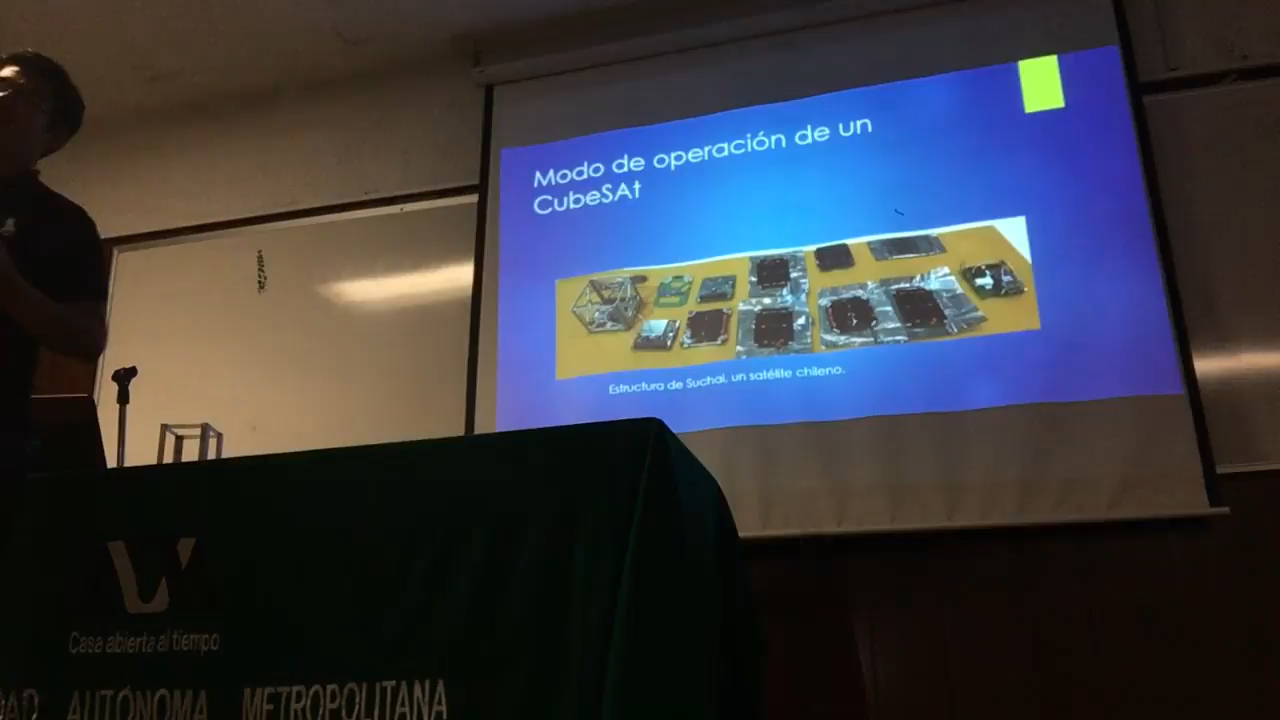 Modo de operación de un
CubeSAt
Estructura de Suchai, un satélite chileno.
Casa abierta al tiempo
AUTÓNOMA METROPOLITANA